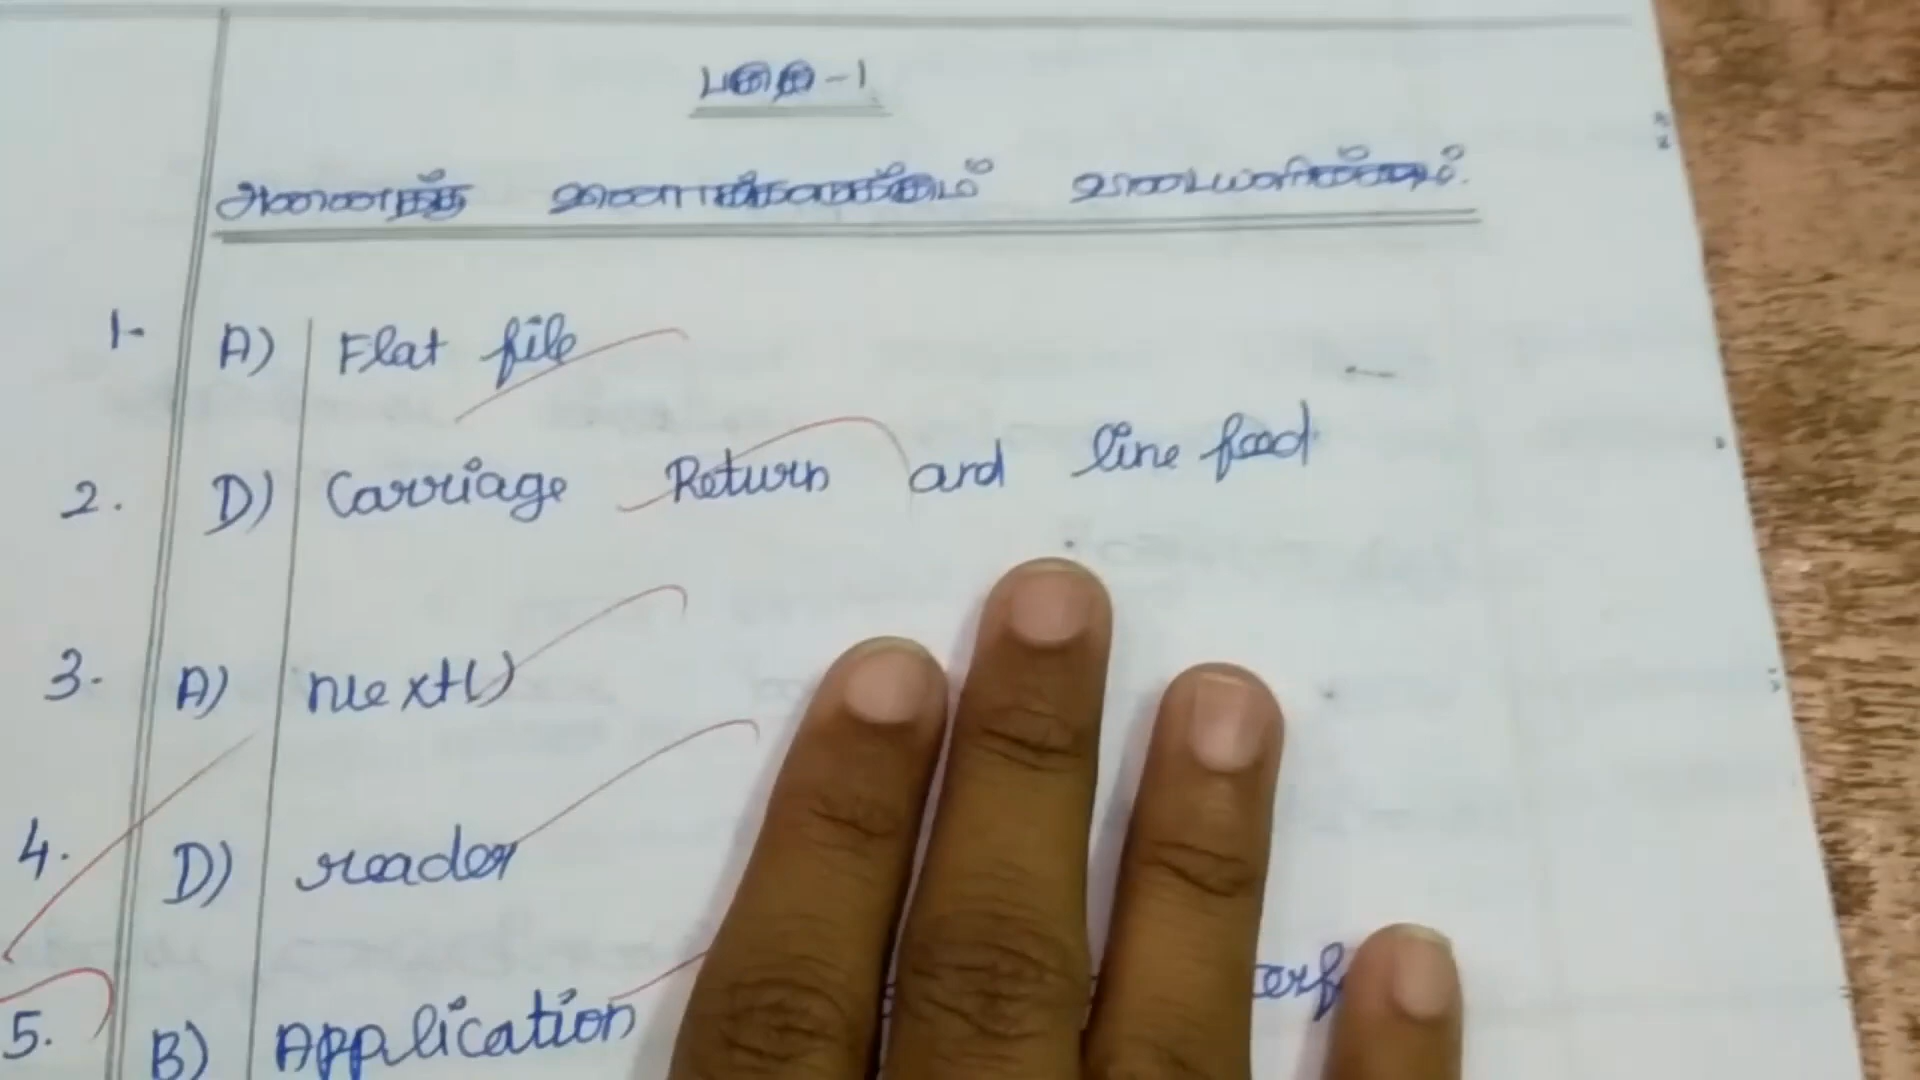 பகுதி-1
அனைத்து வினாக்களுக்கும் விடையளிக்கவும்.
1. A) Flat file
2. D) Carriage Return and line feed
3. A) next()
4. D) reader
5. B) Application